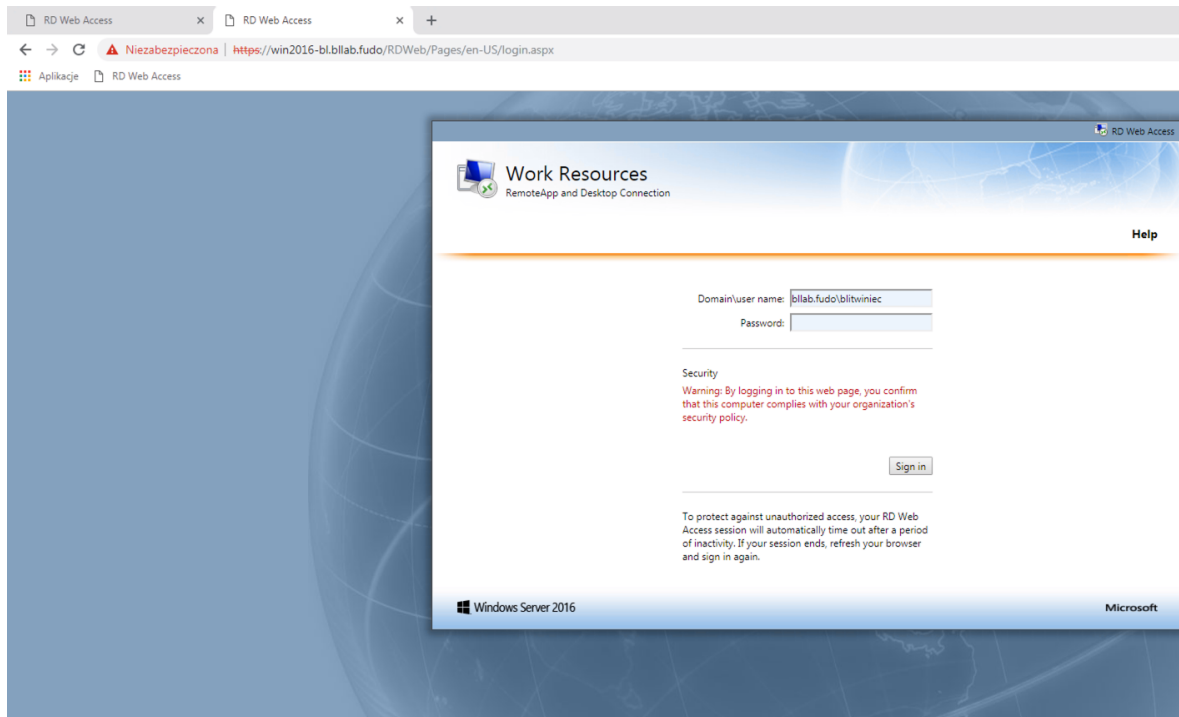 RD Web Access RD Web Access
Niezabezpieczona https://win2016-bl.bllab.fudo/RDWeb/Pages/en-US/login.aspx
Aplikacje RD Web Access
RD Web Access
Work Resources
RemoteApp and Desktop Connection
Help
Domain\user name: bllab.fudo\blitwiniec
Password:
Security
Warning: By logging in to this web page, you confirm
that this computer complies with your organization's
security policy.
Sign in
To protect against unauthorized access, your RD Web
Access session will automatically time out after a period
of inactivity. If your session ends, refresh your browser
and sign in again.
Windows Server 2016 Microsoft